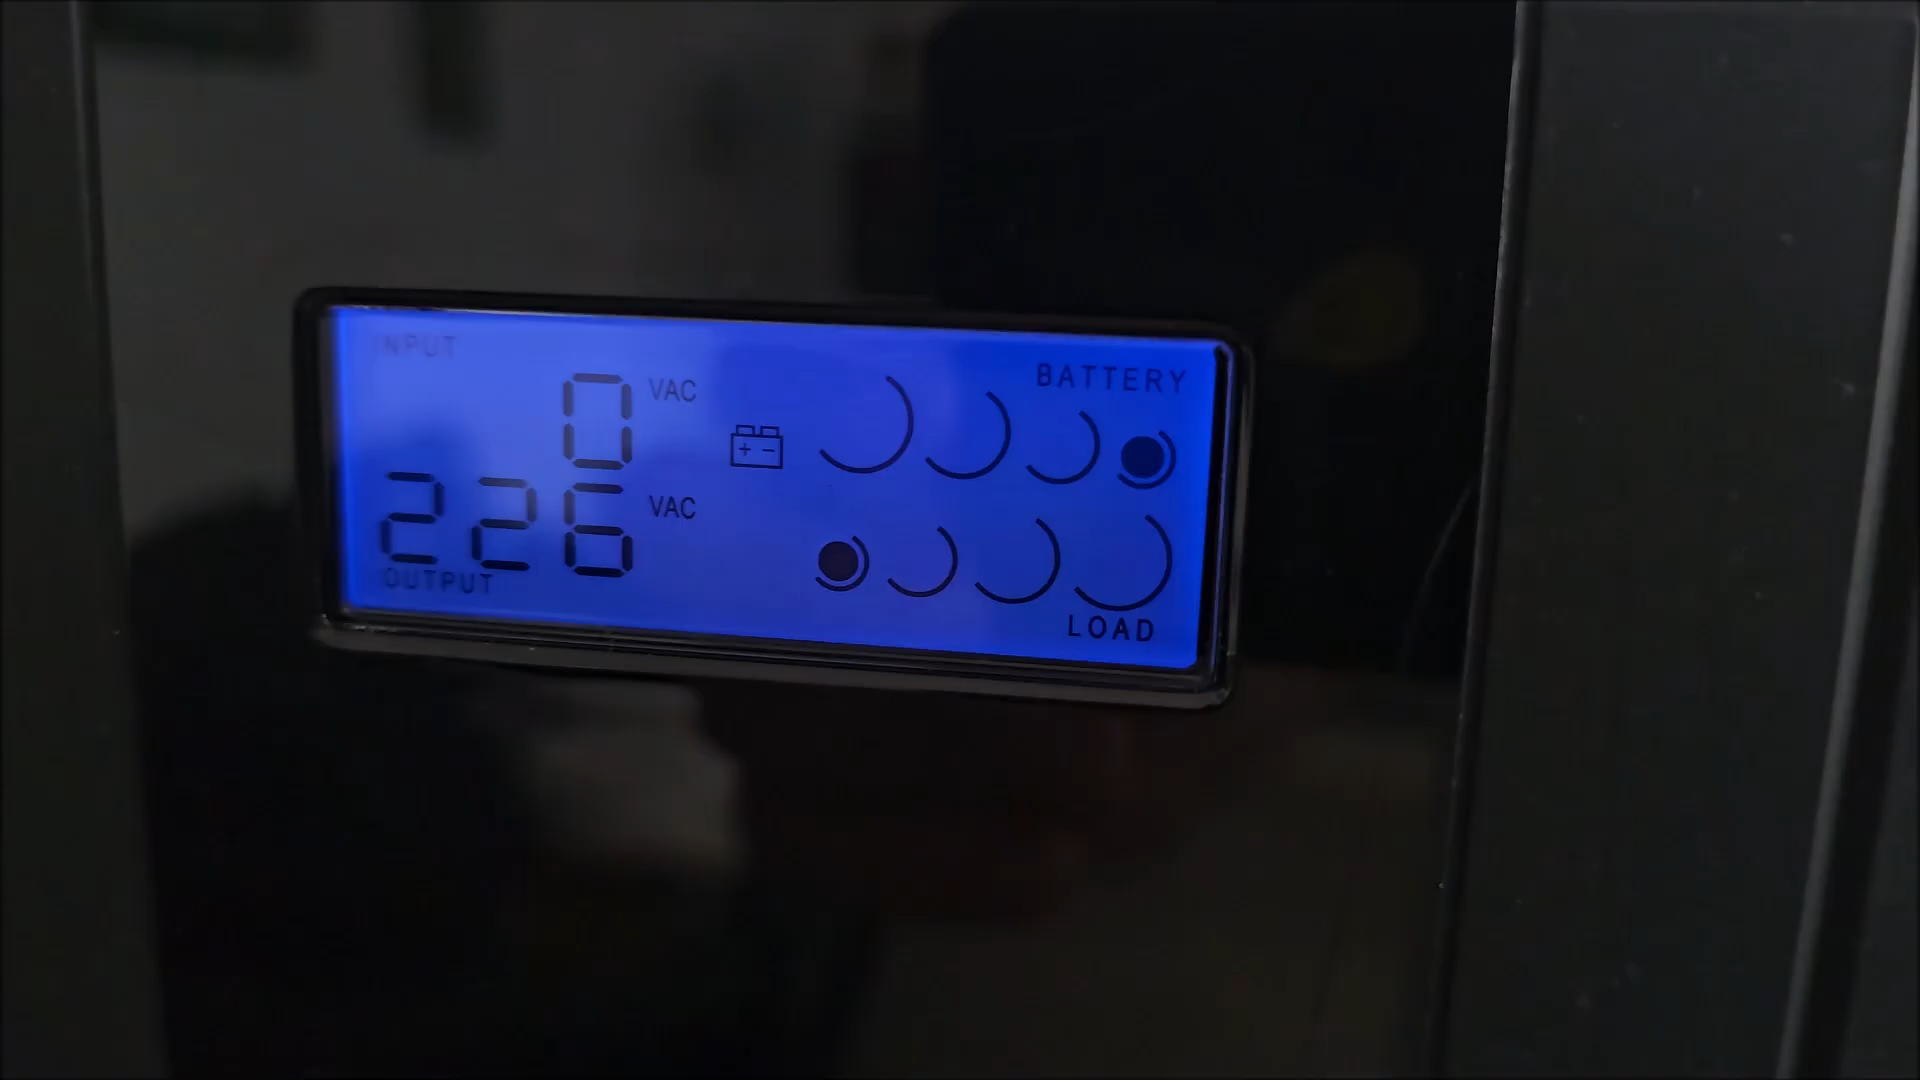 INPUT
0 VAC
BATTERY
+ -
226 VAC
OUTPUT
LOAD